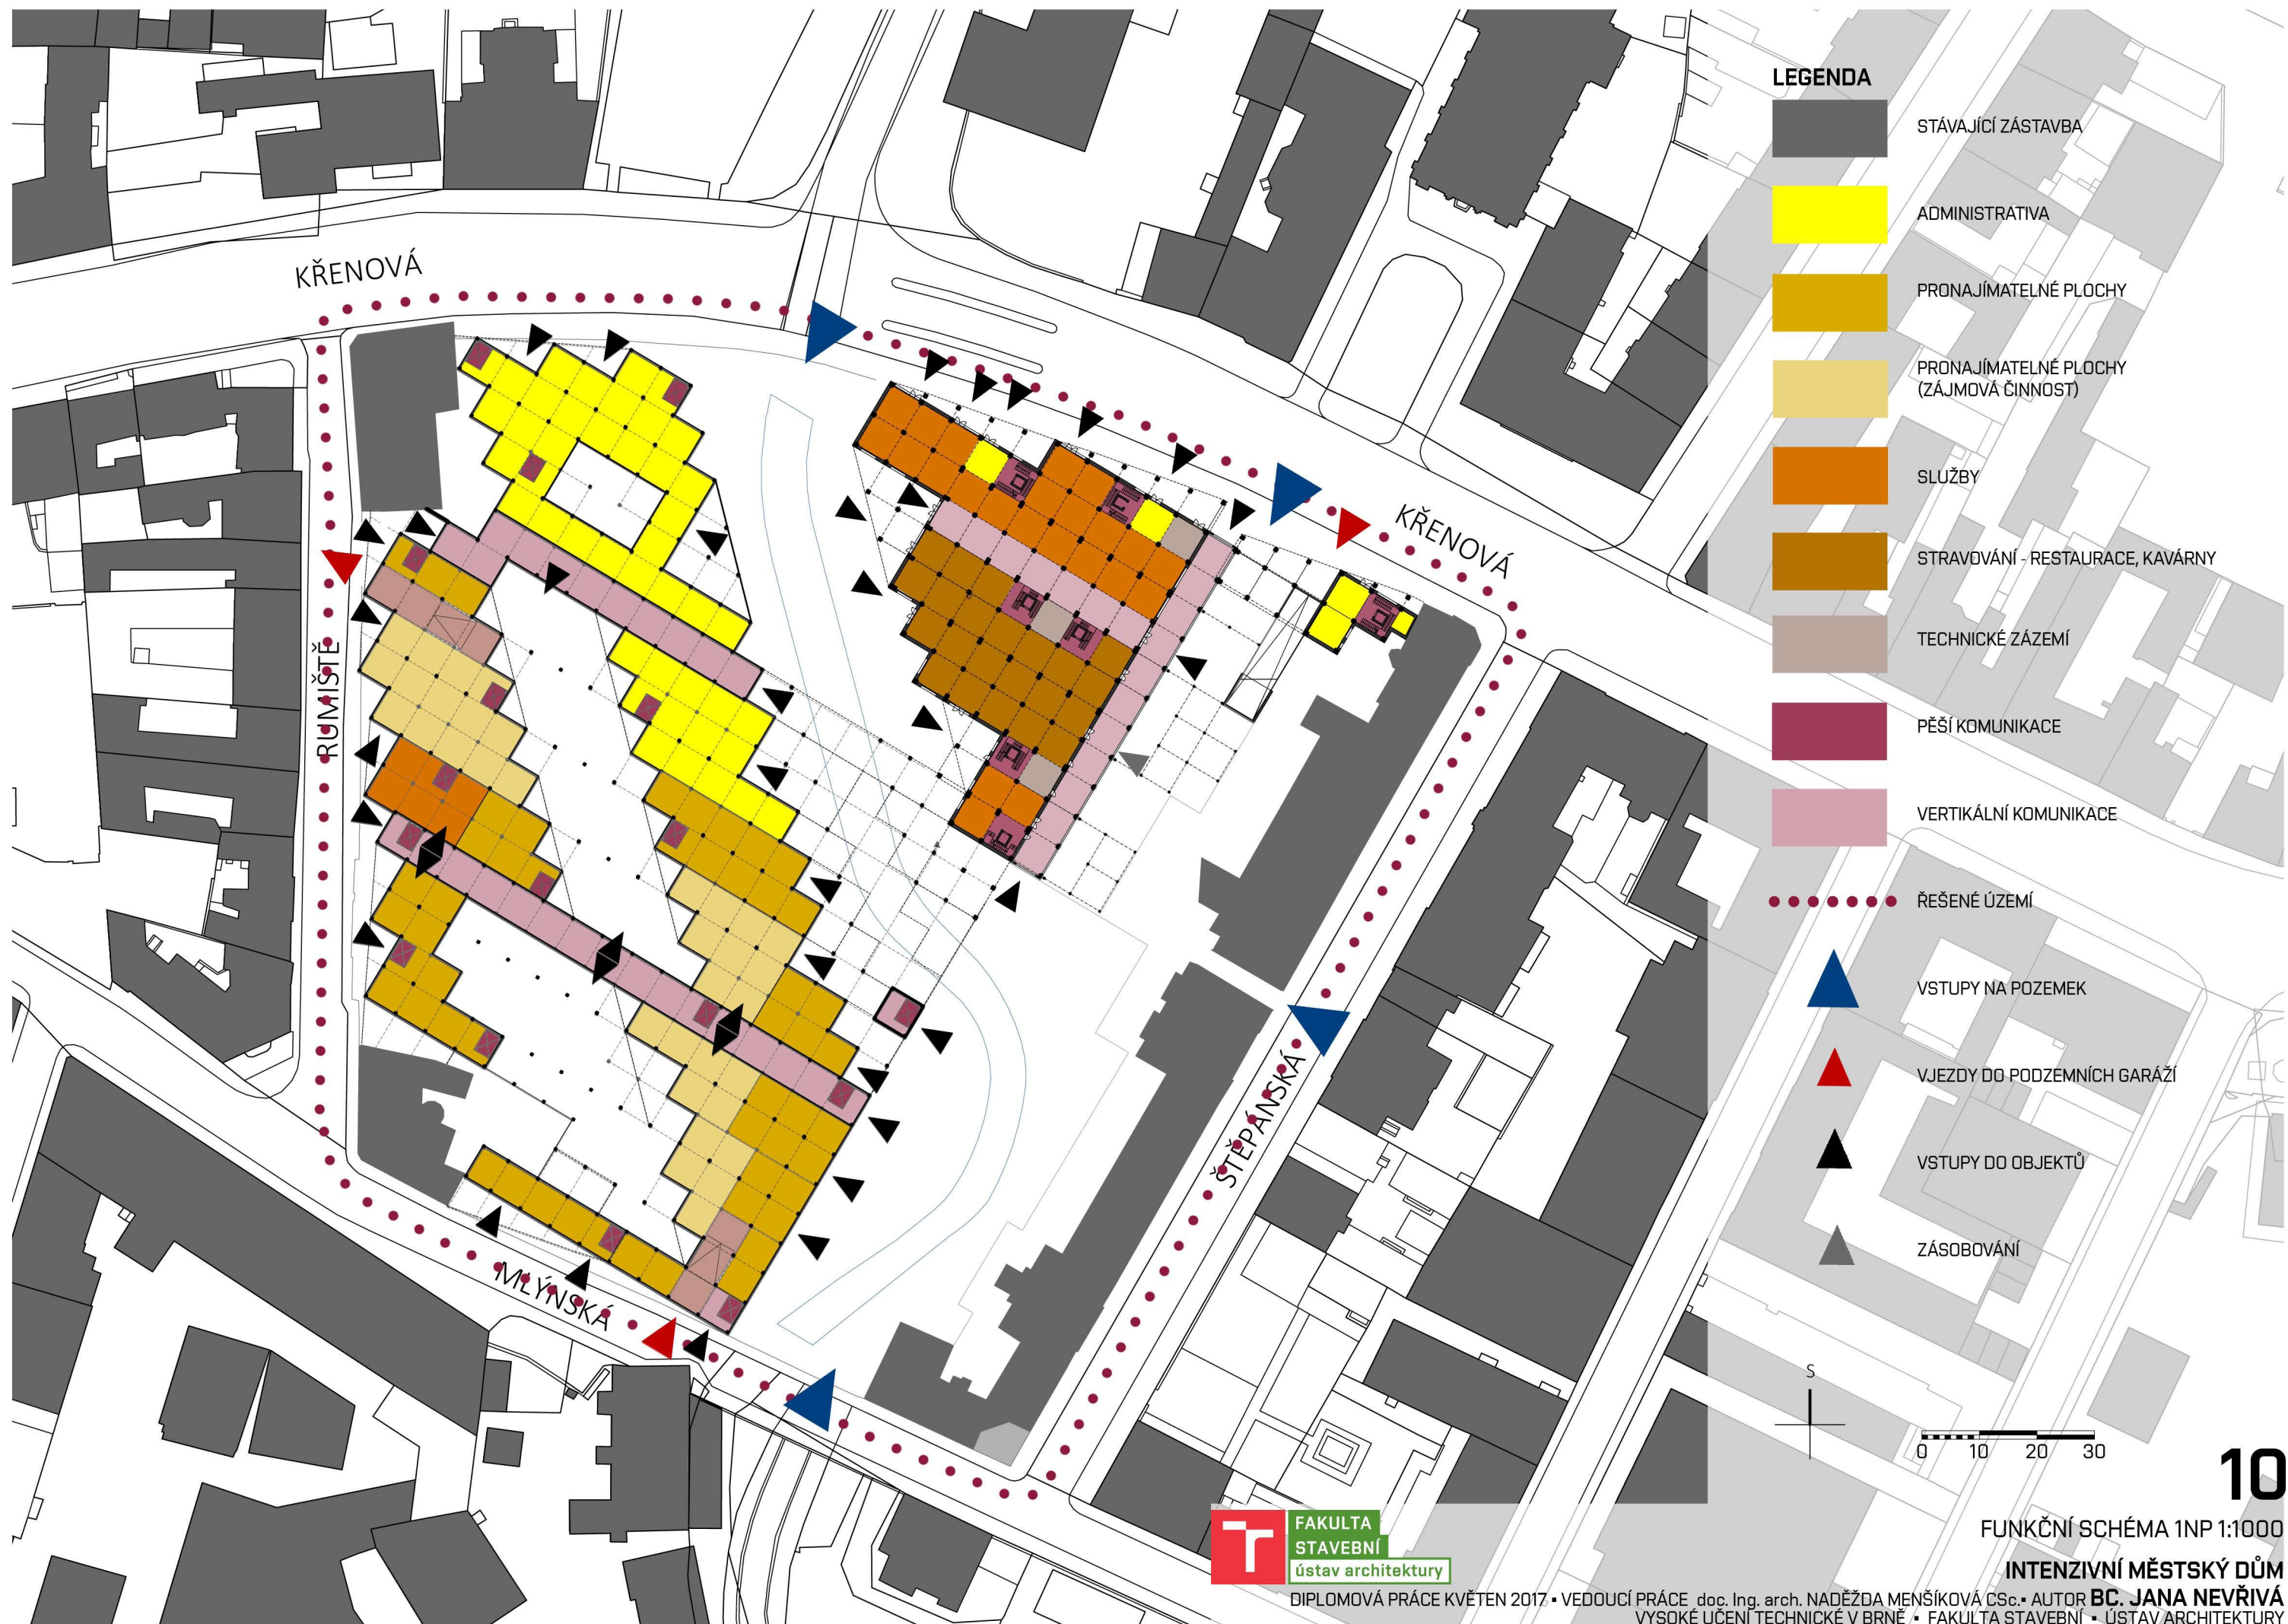 KŘENOVÁ
KŘENOVÁ
RUMIŠTĚ
ŠTĚPÁNSKÁ
MLÝNSKÁ
LEGENDA
STÁVAJÍCÍ ZÁSTAVBA
ADMINISTRATIVA
PRONAJÍMATELNÉ PLOCHY
PRONAJÍMATELNÉ PLOCHY
(ZÁJMOVÁ ČINNOST)
SLUŽBY
STRAVOVÁNÍ - RESTAURACE, KAVÁRNY
TECHNICKÉ ZÁZEMÍ
PĚŠÍ KOMUNIKACE
VERTIKÁLNÍ KOMUNIKACE
ŘEŠENÉ ÚZEMÍ
VSTUPY NA POZEMEK
VJEZDY DO PODZEMNÍCH GARÁŽÍ
VSTUPY DO OBJEKTŮ
ZÁSOBOVÁNÍ
S
0 10 20 30
10
FUNKČNÍ SCHÉMA 1NP 1:1000
INTENZIVNÍ MĚSTSKÝ DŮM
FAKULTA
STAVEBNÍ
ústav architektury
DIPLOMOVÁ PRÁCE KVĚTEN 2017 • VEDOUCÍ PRÁCE doc. Ing. arch. NADĚŽDA MENŠÍKOVÁ CSc. • AUTOR BC. JANA NEVŘIVÁ
VYSOKÉ UČENÍ TECHNICKÉ V BRNĚ • FAKULTA STAVEBNÍ • ÚSTAV ARCHITEKTURY